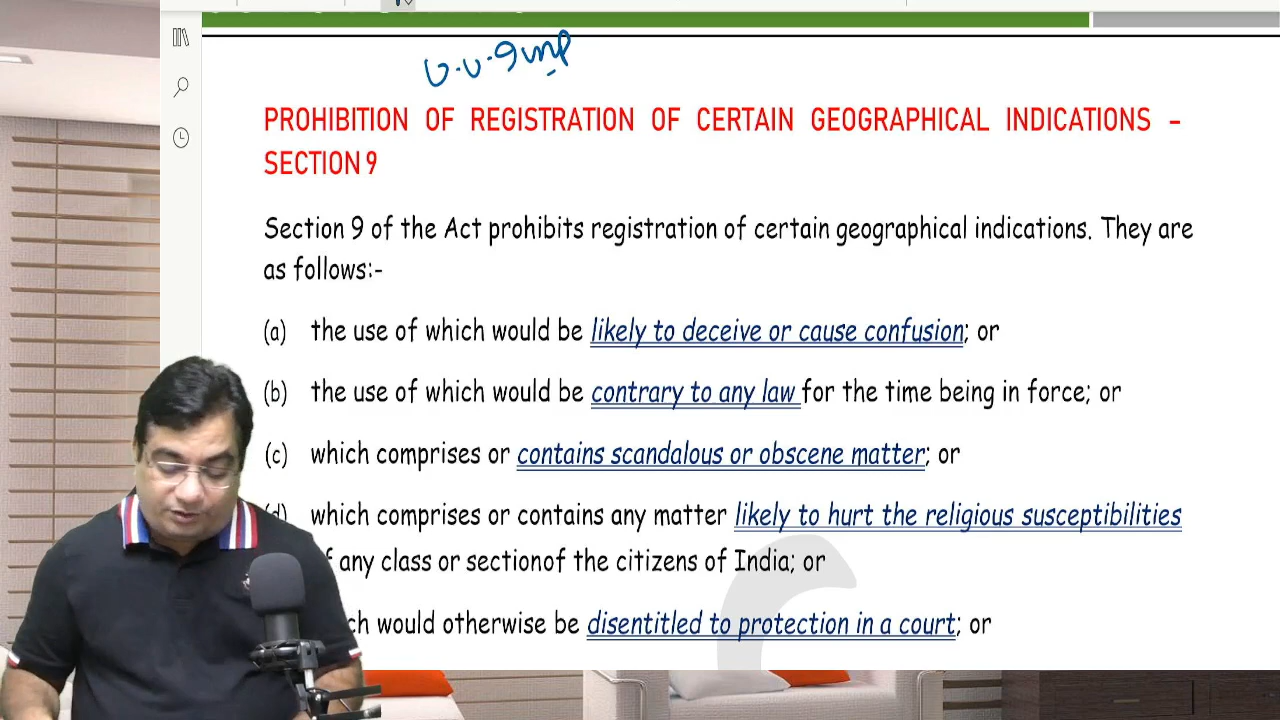 v.v.imp
PROHIBITION OF REGISTRATION OF CERTAIN GEOGRAPHICAL INDICATIONS –
SECTION 9
Section 9 of the Act prohibits registration of certain geographical indications. They are
as follows:-
(a) the use of which would be likely to deceive or cause confusion; or
(b) the use of which would be contrary to any law for the time being in force; or
(c) which comprises or contains scandalous or obscene matter; or
which comprises or contains any matter likely to hurt the religious susceptibilities
any class or sectionof the citizens of India; or
would otherwise be disentitled to protection in a court; or